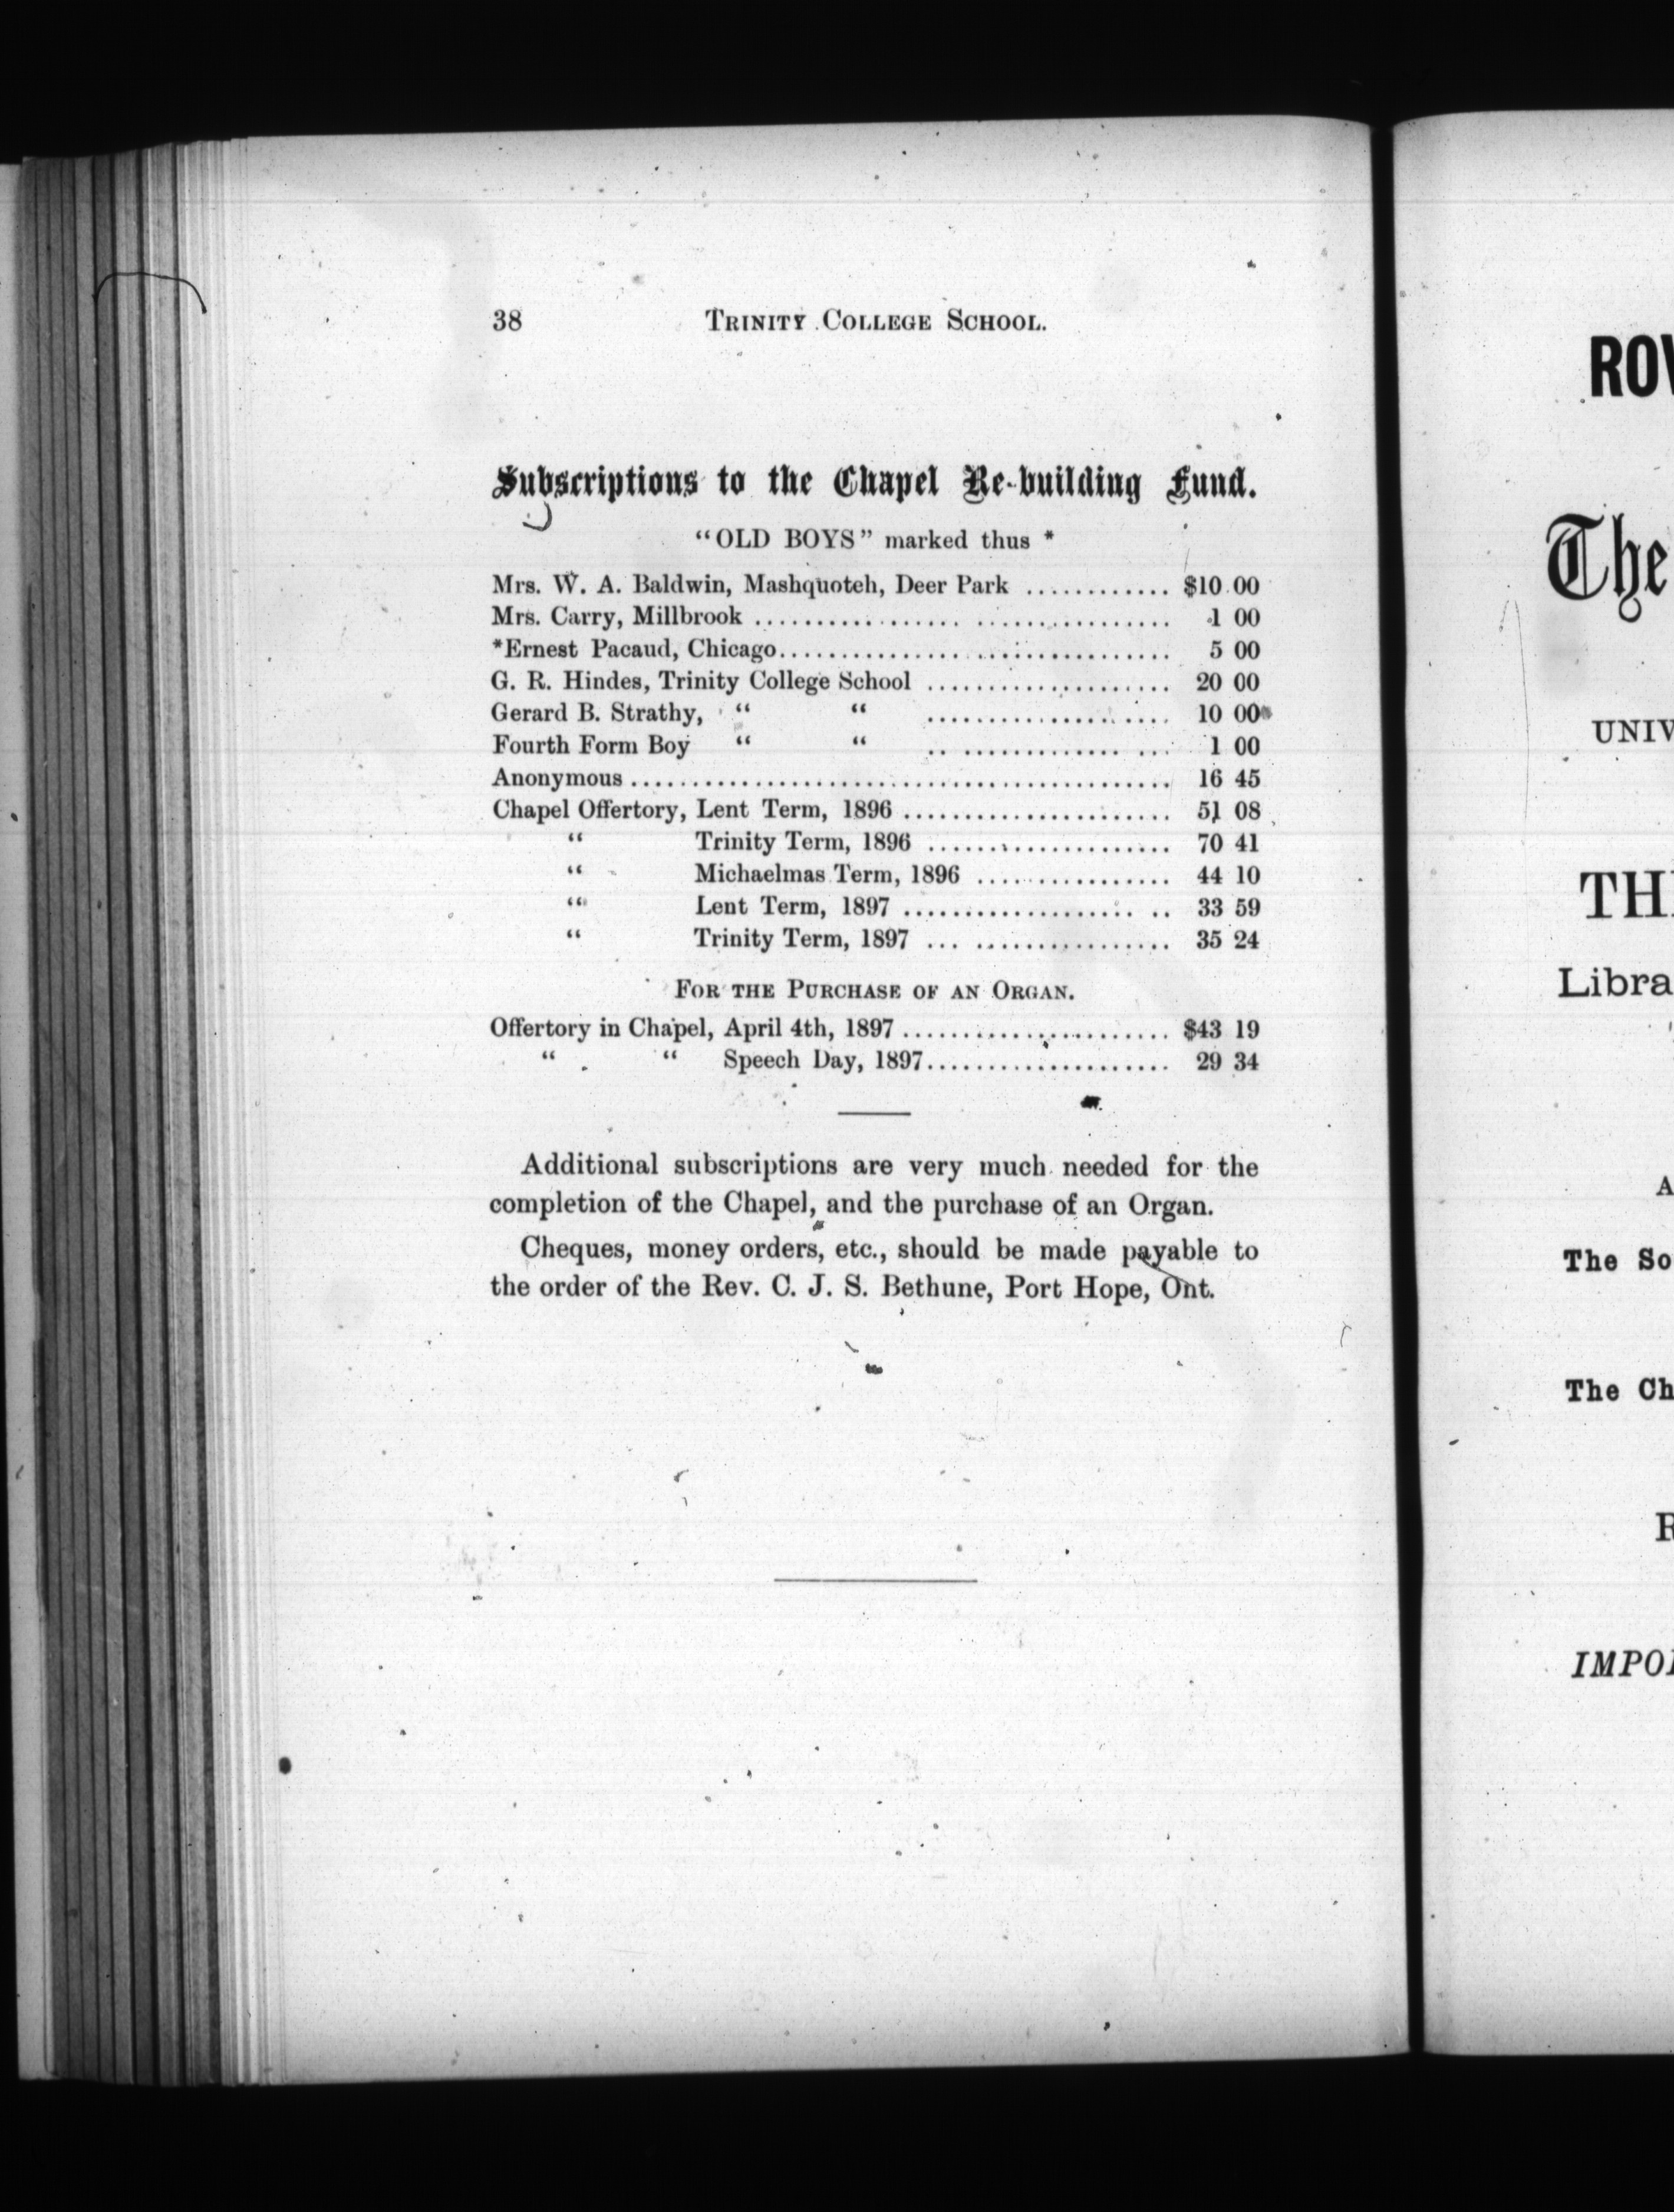 38 TRINITY COLLEGE SCHOOL.
Subscriptions to the Chapel Re-building Fund.
"OLD BOYS" marked thus *
Mrs. W. A. Baldwin, Mashquoteh, Deer Park ............ $10 00
Mrs. Carry, Millbrook ................................. 1 00
*Ernest Pacaud, Chicago................................ 5 00
G. R. Hindes, Trinity College School .................... 20 00
Gerard B. Strathy, " " .................... 10 00
Fourth Form Boy " " .. ............. ... 1 00
Anonymous ............................................ 16 45
Chapel Offertory, Lent Term, 1896 ...................... 51 08
" Trinity Term, 1896 .................... 70 41
" Michaelmas Term, 1896 ................ 44 10
" Lent Term, 1897 ................... .. 33 59
" Trinity Term, 1897 ... ................ 35 24
FOR THE PURCHASE OF AN ORGAN.
Offertory in Chapel, April 4th, 1897 ...................... $43 19
" " Speech Day, 1897.................... 29 34
Additional subscriptions are very much needed for the
completion of the Chapel, and the purchase of an Organ.
Cheques, money orders, etc., should be made payable to
the order of the Rev. C. J. S. Bethune, Port Hope, Ont.
ROW
The
UNIV
TH
Libra
A
The So
The Ch
R
IMPO